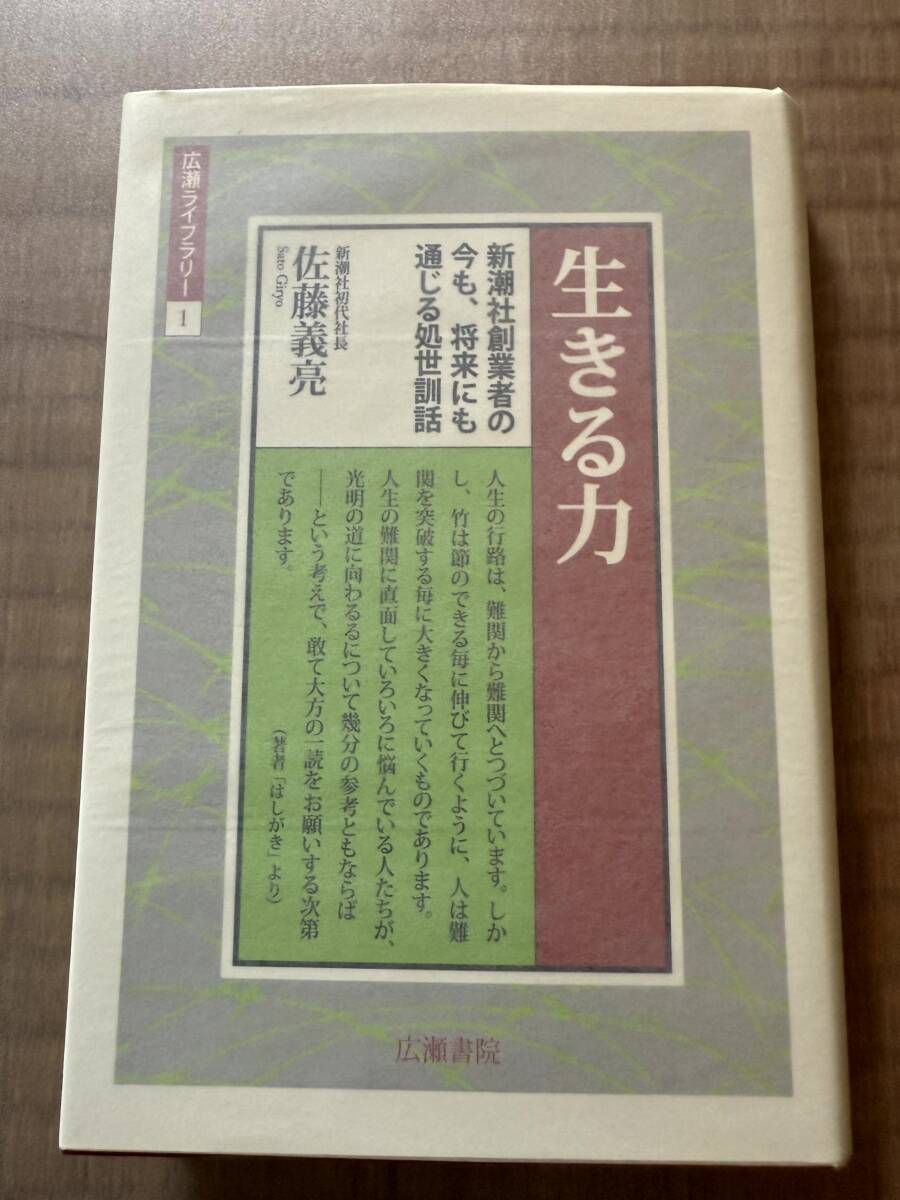 広瀬ライブラリー
1
生きる力
新潮社創業者の
今も、将来にも
通じる処世訓話
新潮社初代社長
佐藤義亮
Sato Giryo
人生の行路は、難関から難関へとつづいています。しか
し、竹は節のできる毎に伸びて行くように、人は難
関を突破する毎に大きくなっていくものであります。
人生の難関に直面していろいろに悩んでいる人たちが、
光明の道に向わるるについて幾分の参考ともならば
――という考えで、敢て大方の一読をお願いする次第
であります。
（著者「はしがき」より）
広瀬書院